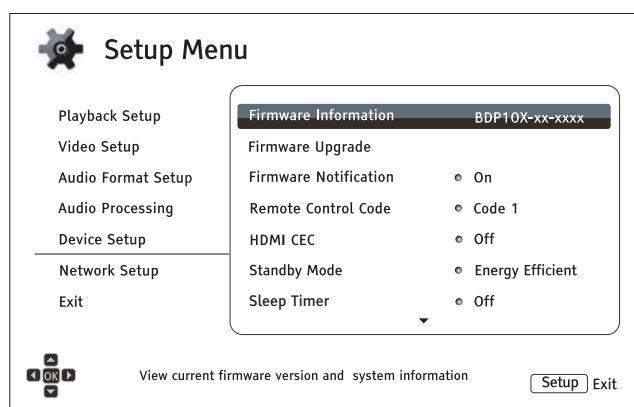 Setup Menu
Playback Setup
Video Setup
Audio Format Setup
Audio Processing
Device Setup
Network Setup
Exit
Firmware Information BDP10X-xx-xxxx
Firmware Upgrade
Firmware Notification On
Remote Control Code Code 1
HDMI CEC Off
Standby Mode Energy Efficient
Sleep Timer Off
OK
View current firmware version and system information
Setup Exit